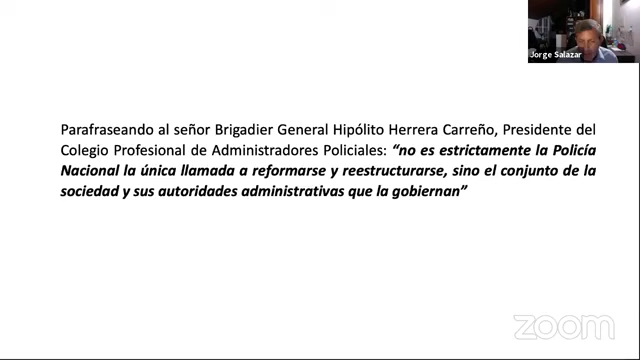 Jorge Salazar
Parafraseando al señor Brigadier General Hipólito Herrera Carreño, Presidente del
Colegio Profesional de Administradores Policiales: “no es estrictamente la Policía
Nacional la única llamada a reformarse y reestructurarse, sino el conjunto de la
sociedad y sus autoridades administrativas que la gobiernan”
zoom